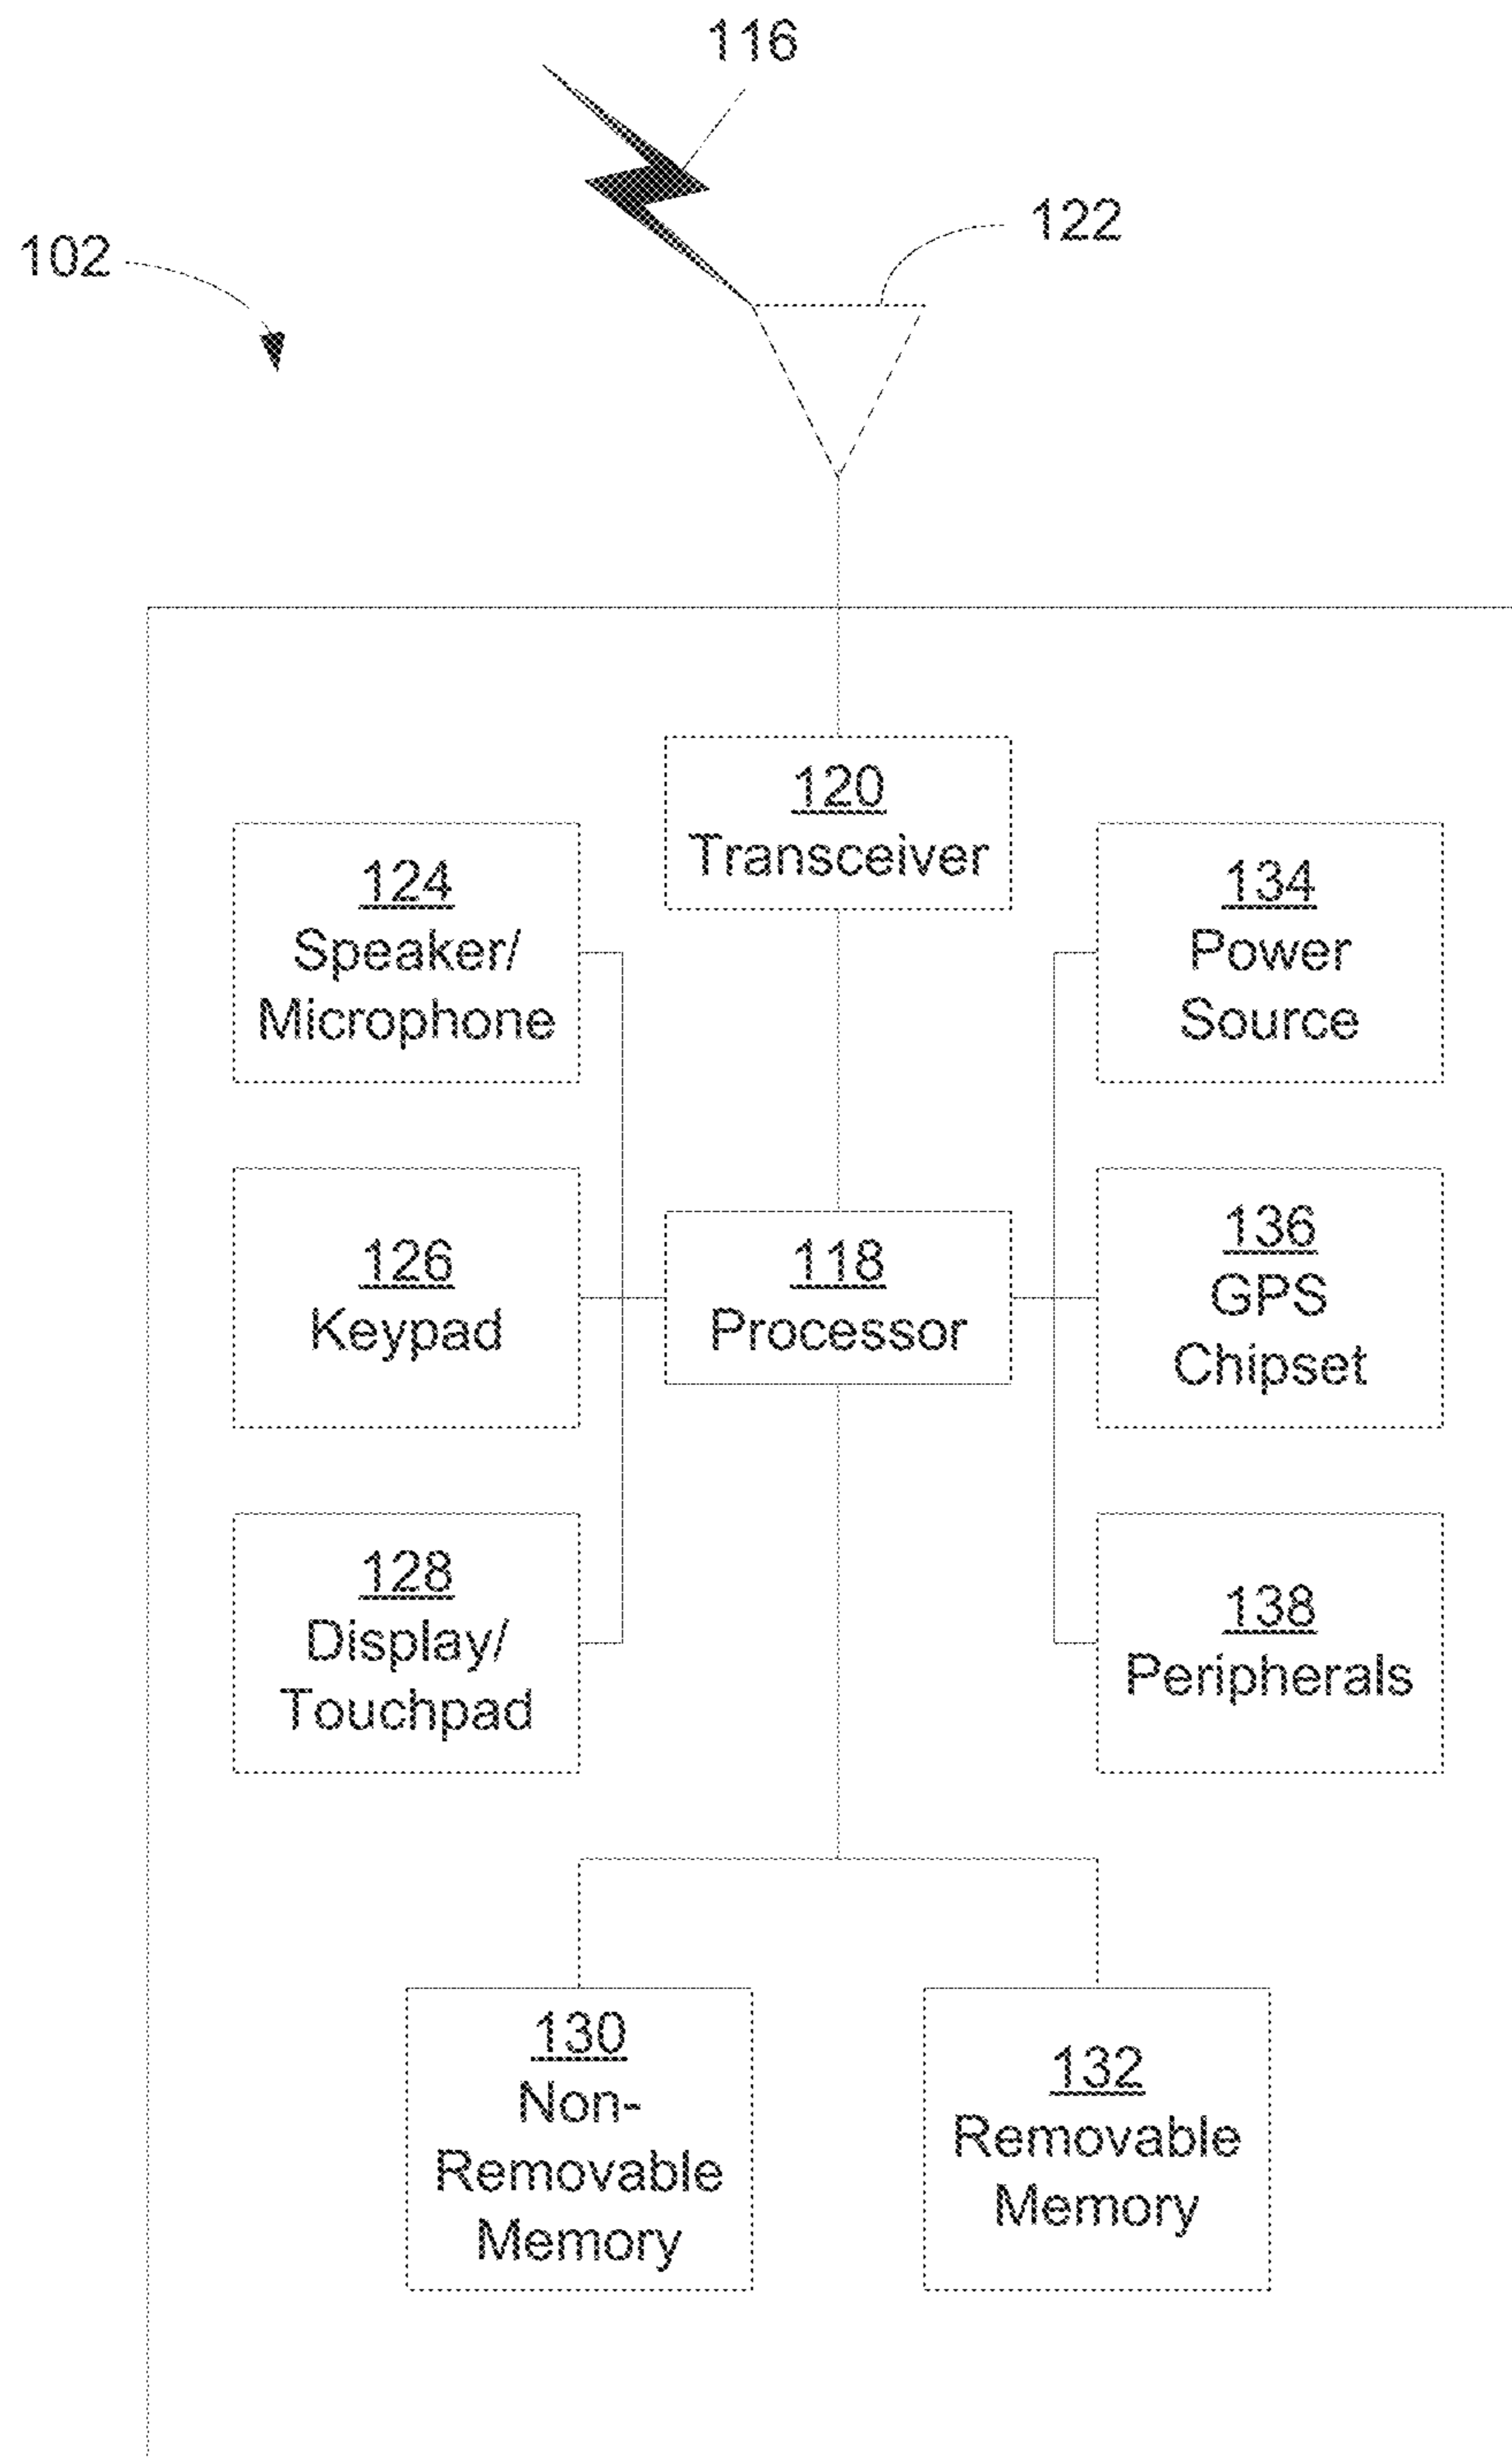 116
122
102
120
Transceiver
124
Speaker/
Microphone
134
Power
Source
126
Keypad
118
Processor
136
GPS
Chipset
128
Display/
Touchpad
138
Peripherals
130
Non-
Removable
Memory
132
Removable
Memory